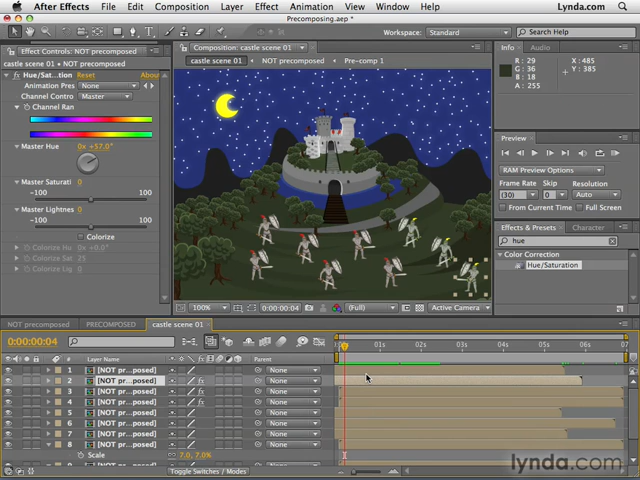 After Effects File Edit Composition Layer Effect Animation View Window Help Lynda.com
Precomposing.aep *
Workspace: Standard Search Help
Effect Controls: NOT precomposed
castle scene 01 * NOT precomposed
Hue/Sat...tion Reset About
Animation Pres None
Channel Contro Master
Channel Ran
Master Hue 0x +57.0°
Master Saturati 0
-100 100
Master Lightnes 0
-100 100
Colorize
Colorize Hu 0x +0.0°
Colorize Sat 25
Colorize Lig 0
Composition: castle scene 01
castle scene 01 NOT precomposed Pre-comp 1
100% 0:00:00:04 (Full) Active Camera
Info Audio
R: 29
G: 36
B: 18
A: 255
X: 485
Y: 385
Preview
RAM Preview Options
Frame Rate Skip Resolution
(30) 0 Auto
From Current Time Full Screen
Effects & Presets Character
hue
Color Correction
Hue/Saturation
NOT precomposed PRECOMPOSED castle scene 01
0:00:00:04
# Layer Name Parent
01s 02s 03s 04s 05s 06s 07
1 [NOT pr...posed] None
2 [NOT pr...posed] None
3 [NOT pr...posed] None
4 [NOT pr...posed] None
5 [NOT pr...posed] None
6 [NOT pr...posed] None
7 [NOT pr...posed] None
8 [NOT pr...posed] None
Scale 7.0, 7.0%
Toggle Switches / Modes
lynda.com